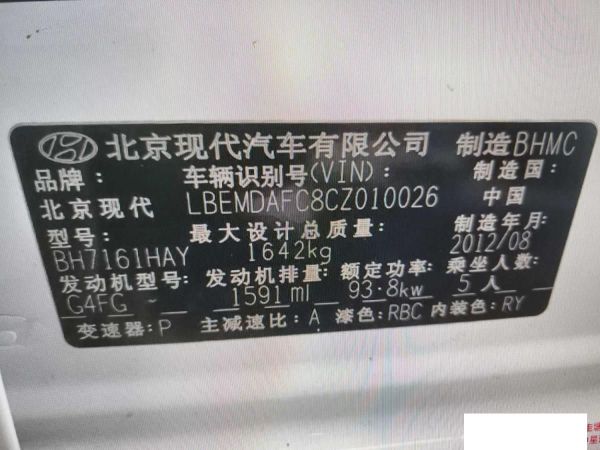 北京现代汽车有限公司 制造BHMC
品牌: 车辆识别号(VIN): 制造国:
北京现代 LBEMDAFC8CZ010026 中国
型号: 最大设计总质量: 制造年月:
BH7161HAY 1642kg 2012/08
发动机型号: 发动机排量: 额定功率: 乘坐人数:
G4FG 1591ml 93.8kw 5人
变速器:P 主减速比:A 漆色:RBC 内装色:RY